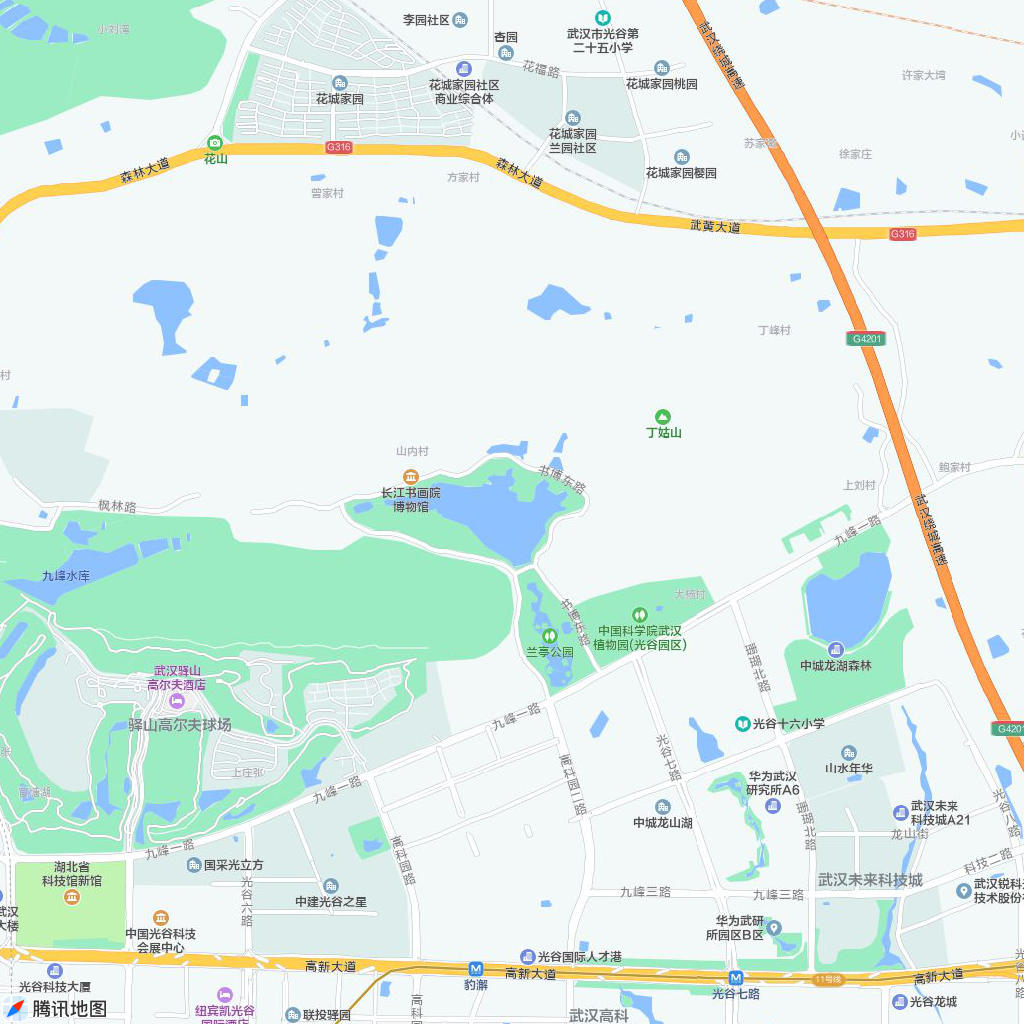 李园社区
武汉市光谷第
二十五小学
武汉绕城高速
小刘湾
杏园
花福路
花城家园社区
商业综合体
花城家园桃园
许家大塆
花城家园
花城家园
兰园社区
G316
苏家
徐家庄
花山
森林大道
森林大道
方家村
花城家园樱园
曾家村
武黄大道
G316
丁峰村
G4201
村
丁姑山
山内村
书博东路
长江书画院
博物馆
鲍家村
上刘村
枫林路
九峰一路
武汉绕城高速
九峰水库
大杨村
中国科学院武汉
植物园(光谷园区)
兰亭公园
珊瑚北路
中城龙湖森林
武汉驿山
高尔夫酒店
驿山高尔夫球场
九峰一路
光谷十六小学
光谷七路
张
上庄张
山水年华
九峰一路
华为武汉
研究所A6
G4201
光谷八路
中城龙山湖
珊瑚北路
武汉未来
科技城A21
龙山街
九峰一路
高科园路
国采光立方
湖北省
科技馆新馆
科技二路
武汉未来科技城
光谷六路
中建光谷之星
九峰三路
九峰三路
武汉锐科
技术股份
武汉
大楼
中国光谷科技
会展中心
华为武研
所园区B区
光谷国际人才港
高新大道
高新大道
11号线
高新大道
光谷科技大厦
豹澥
光谷七路
纽宾凯光谷
国际酒店
联投驿园
高科
武汉高科
光谷龙城
腾讯地图